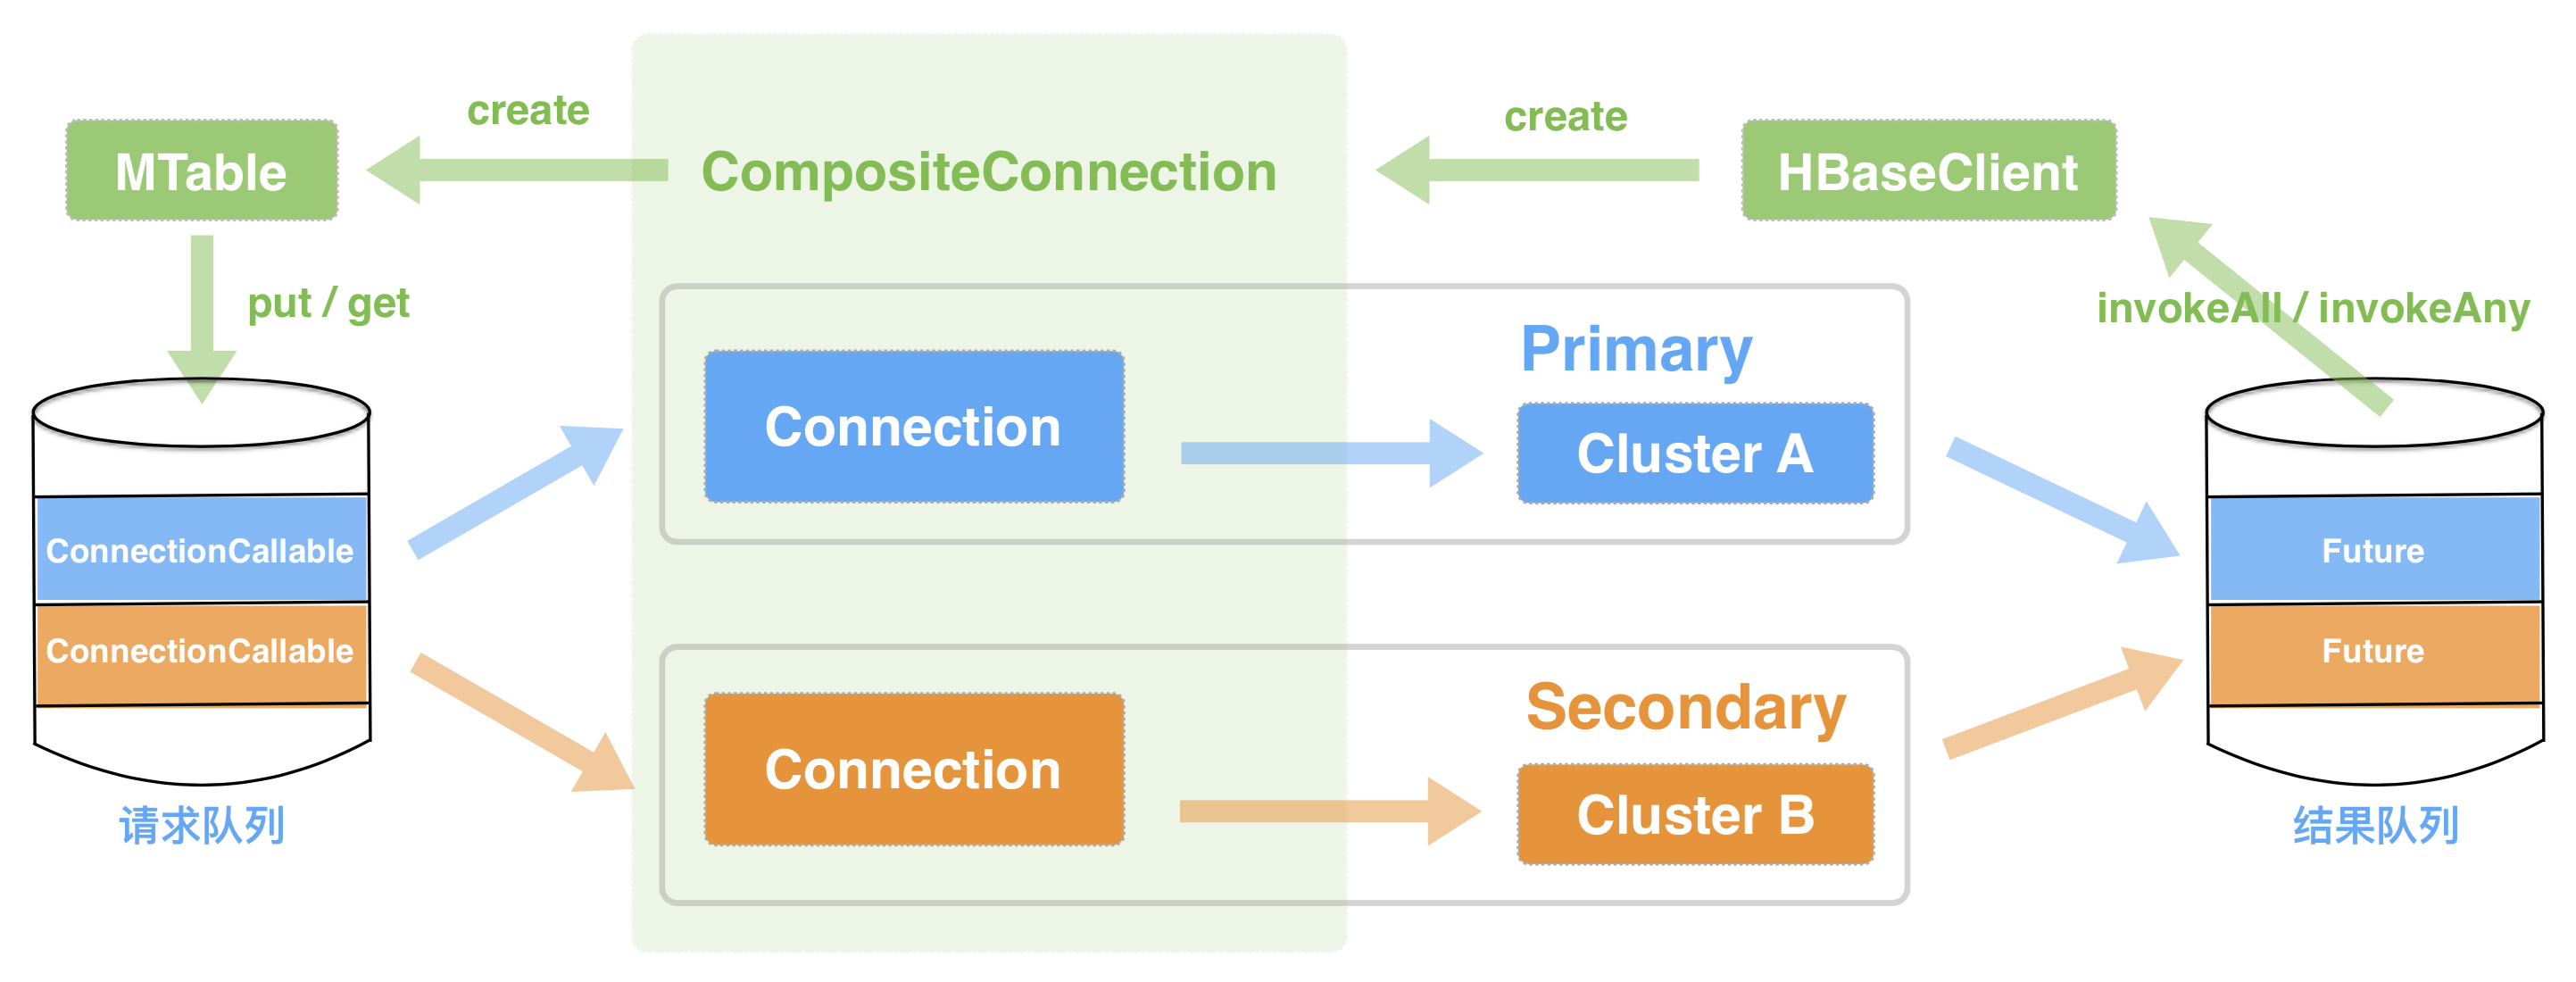 create
create
MTable
CompositeConnection
HBaseClient
put / get
invokeAll / invokeAny
Primary
Connection
Cluster A
ConnectionCallable
Future
ConnectionCallable
Future
Secondary
Connection
Cluster B
请求队列
结果队列